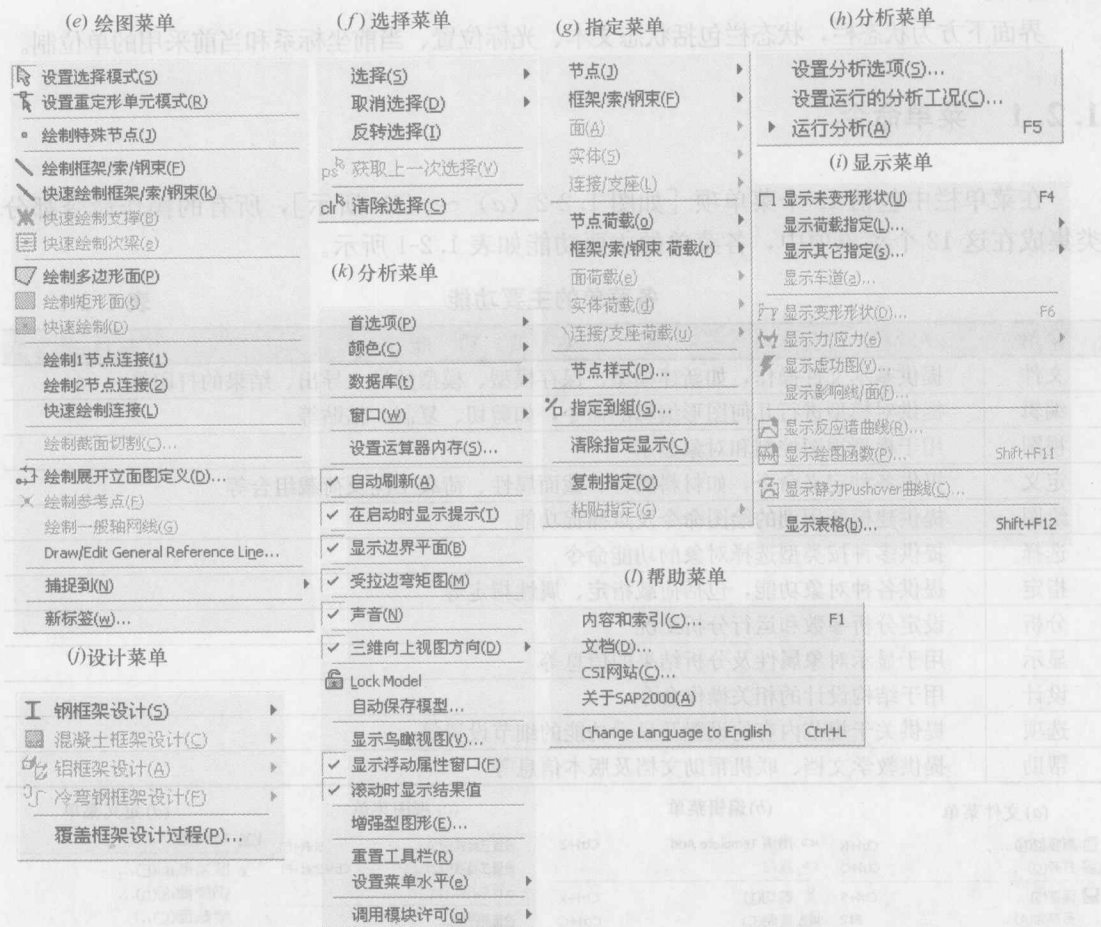 (e) 绘图菜单
设置选择模式(S)
设置重定形单元模式(R)
绘制特殊节点(J)
绘制框架/索/钢束(F)
快速绘制框架/索/钢束(k)
快速绘制支撑(B)
快速绘制次梁(e)
绘制多边形面(P)
绘制矩形面(t)
快速绘制(D)
绘制1节点连接(1)
绘制2节点连接(2)
快速绘制连接(L)
绘制截面切割(C)...
绘制展开立面图定义(D)...
绘制参考点(F)
绘制一般轴网线(G)
Draw/Edit General Reference Line...
捕捉到(N)
新标签(w)...
(j)设计菜单
钢框架设计(S)
混凝土框架设计(C)
铝框架设计(A)
冷弯钢框架设计(F)
覆盖框架设计过程(P)...
(f) 选择菜单
选择(S)
取消选择(D)
反转选择(I)
ps 获取上一次选择(V)
clr 清除选择(C)
(k)分析菜单
首选项(P)
颜色(C)
数据库(t)
窗口(W)
设置运算器内存(S)...
自动刷新(A)
在启动时显示提示(T)
显示边界平面(B)
受拉边弯矩图(M)
声音(N)
三维向上视图方向(D)
Lock Model
自动保存模型...
显示鸟瞰视图(V)...
显示浮动属性窗口(F)
滚动时显示结果值
增强型图形(E)...
重置工具栏(R)
设置菜单水平(e)
调用模块许可(g)
(g) 指定菜单
节点(J)
框架/索/钢束(F)
面(A)
实体(S)
连接/支座(L)
节点荷载(o)
框架/索/钢束 荷载(r)
面荷载(e)
实体荷载(d)
连接/支座荷载(u)
节点样式(P)...
指定到组(G)...
清除指定显示(C)
复制指定(O)
粘贴指定(G)
(h)分析菜单
设置分析选项(S)...
设置运行的分析工况(C)...
运行分析(A) F5
(i) 显示菜单
显示未变形形状(U) F4
显示荷载指定(L)...
显示其它指定(S)...
显示车道(a)...
显示变形形状(D)... F6
显示力/应力(e)
显示虚功图(V)...
显示影响线/面(f)...
显示反应谱曲线(R)...
显示绘图函数(P)... Shift+F11
显示静力Pushover曲线(C)...
显示表格(b)... Shift+F12
(l) 帮助菜单
内容和索引(C)... F1
文档(D)...
CSI网站(C)...
关于SAP2000(A)
Change Language to English Ctrl+L